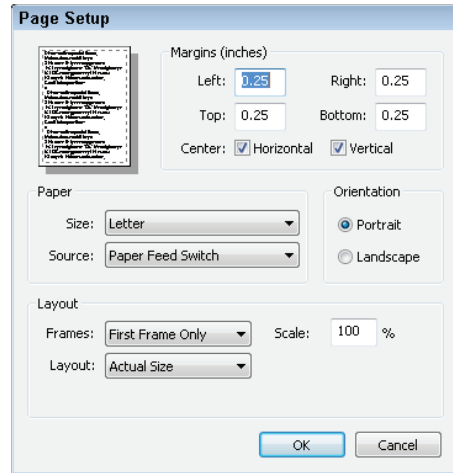 Page Setup
Margins (inches)
Left: 0.25 Right: 0.25
Top: 0.25 Bottom: 0.25
Center: Horizontal Vertical
Paper
Size: Letter
Source: Paper Feed Switch
Orientation
Portrait
Landscape
Layout
Frames: First Frame Only Scale: 100 %
Layout: Actual Size
OK Cancel